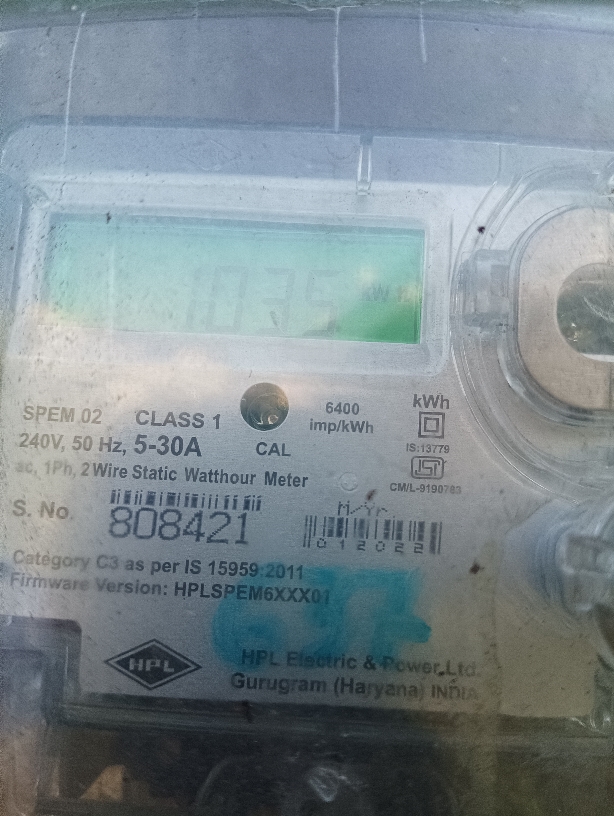 1035
SPEM 02 CLASS 1 6400 imp/kWh kWh
240V, 50 Hz, 5-30A CAL IS:13779
ac, 1Ph, 2 Wire Static Watthour Meter
CM/L-9190783
S. No. 808421 M/Yr 012022
Category C3 as per IS 15959:2011
Firmware Version: HPLSPEM6XXX01
HPL HPL Electric & Power Ltd.
Gurugram (Haryana) INDIA